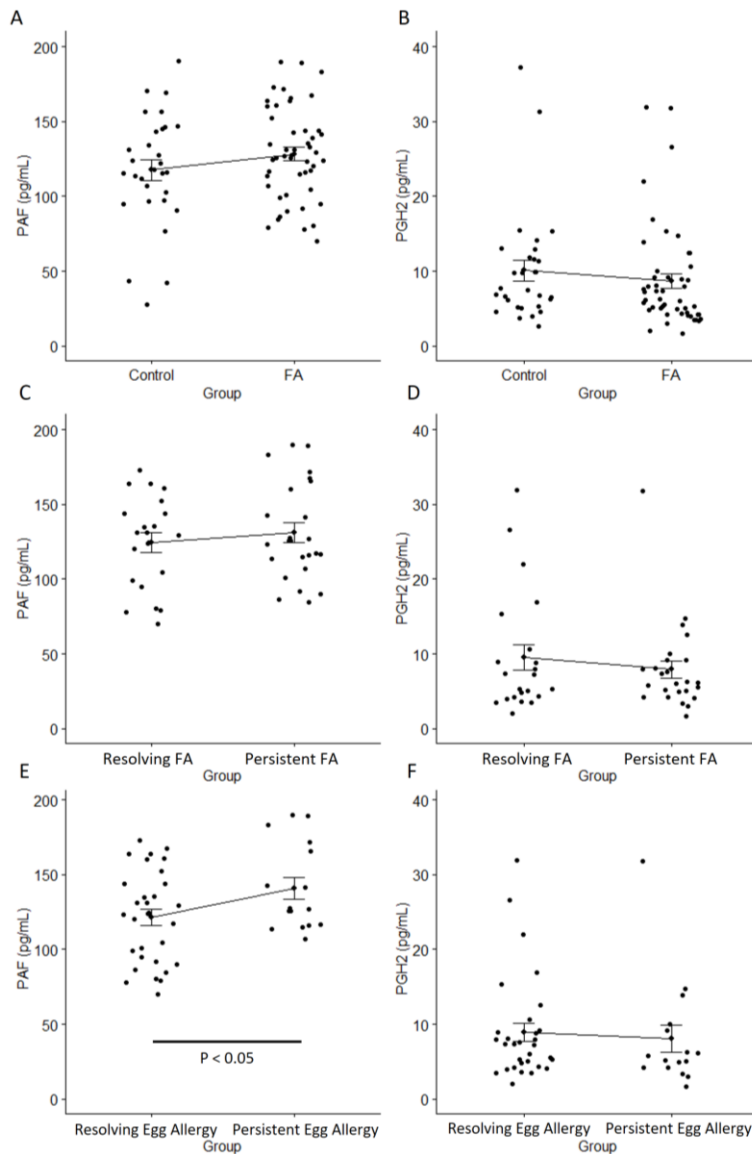 A
PAF (pg/mL)
200
150
100
50
0
Control FA
Group
B
PGH2 (pg/mL)
40
30
20
10
0
Control FA
Group
C
PAF (pg/mL)
200
150
100
50
0
Resolving FA Persistent FA
Group
D
PGH2 (pg/mL)
40
30
20
10
0
Resolving FA Persistent FA
Group
E
PAF (pg/mL)
200
150
100
50
0
P < 0.05
Resolving Egg Allergy Persistent Egg Allergy
Group
F
PGH2 (pg/mL)
40
30
20
10
0
Resolving Egg Allergy Persistent Egg Allergy
Group